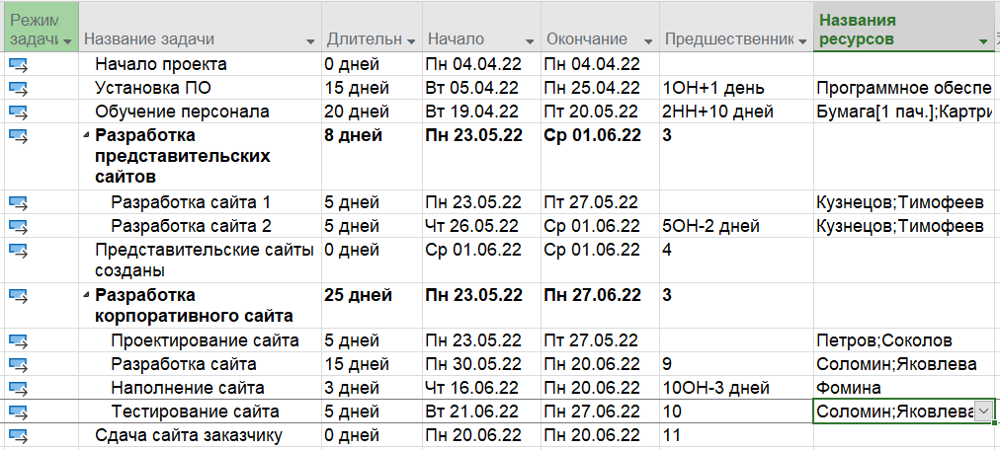 Режим задачи Название задачи Длительн Начало Окончание Предшественник Названия ресурсов
Начало проекта 0 дней Пн 04.04.22 Пн 04.04.22
Установка ПО 15 дней Вт 05.04.22 Пн 25.04.22 1ОН+1 день Программное обеспе
Обучение персонала 20 дней Вт 19.04.22 Пт 20.05.22 2НН+10 дней Бумага[1 пач.];Картри
Разработка представительских сайтов 8 дней Пн 23.05.22 Ср 01.06.22 3
Разработка сайта 1 5 дней Пн 23.05.22 Пт 27.05.22 Кузнецов;Тимофеев
Разработка сайта 2 5 дней Чт 26.05.22 Ср 01.06.22 5ОН-2 дней Кузнецов;Тимофеев
Представительские сайты созданы 0 дней Ср 01.06.22 Ср 01.06.22 4
Разработка корпоративного сайта 25 дней Пн 23.05.22 Пн 27.06.22 3
Проектирование сайта 5 дней Пн 23.05.22 Пт 27.05.22 Петров;Соколов
Разработка сайта 15 дней Пн 30.05.22 Пн 20.06.22 9 Соломин;Яковлева
Наполнение сайта 3 дней Чт 16.06.22 Пн 20.06.22 10ОН-3 дней Фомина
Тестирование сайта 5 дней Вт 21.06.22 Пн 27.06.22 10 Соломин;Яковлева
Сдача сайта заказчику 0 дней Пн 20.06.22 Пн 20.06.22 11